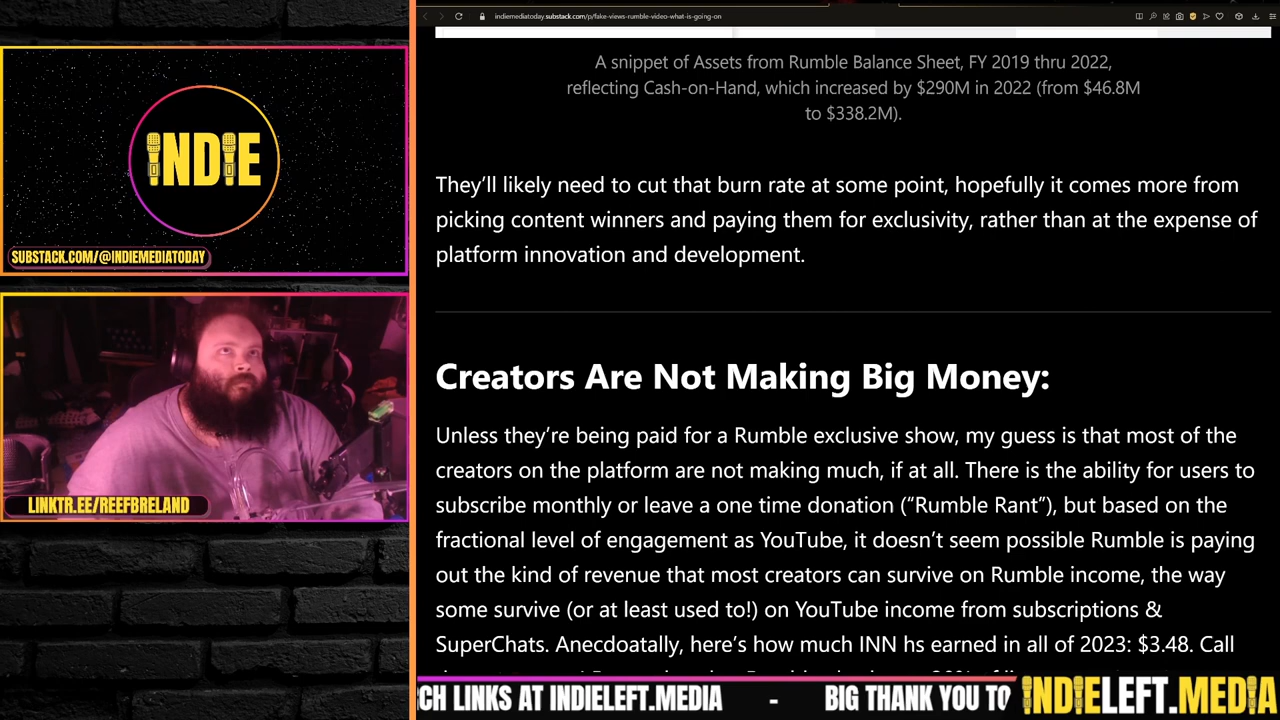 indiemediatoday.substack.com/p/fake-views-rumble-video-what-is-going-on
A snippet of Assets from Rumble Balance Sheet, FY 2019 thru 2022,
reflecting Cash-on-Hand, which increased by $290M in 2022 (from $46.8M
to $338.2M).
They’ll likely need to cut that burn rate at some point, hopefully it comes more from
picking content winners and paying them for exclusivity, rather than at the expense of
platform innovation and development.
Creators Are Not Making Big Money:
Unless they’re being paid for a Rumble exclusive show, my guess is that most of the
creators on the platform are not making much, if at all. There is the ability for users to
subscribe monthly or leave a one time donation (“Rumble Rant”), but based on the
fractional level of engagement as YouTube, it doesn’t seem possible Rumble is paying
out the kind of revenue that most creators can survive on Rumble income, the way
some survive (or at least used to!) on YouTube income from subscriptions &
SuperChats. Anecdoatally, here’s how much INN hs earned in all of 2023: $3.48. Call
INDIE
SUBSTACK.COM/@INDIEMEDIATODAY
LINKTR.EE/REEFBRELAND
CH LINKS AT INDIELEFT.MEDIA - BIG THANK YOU TO
INDIELEFT.MEDIA